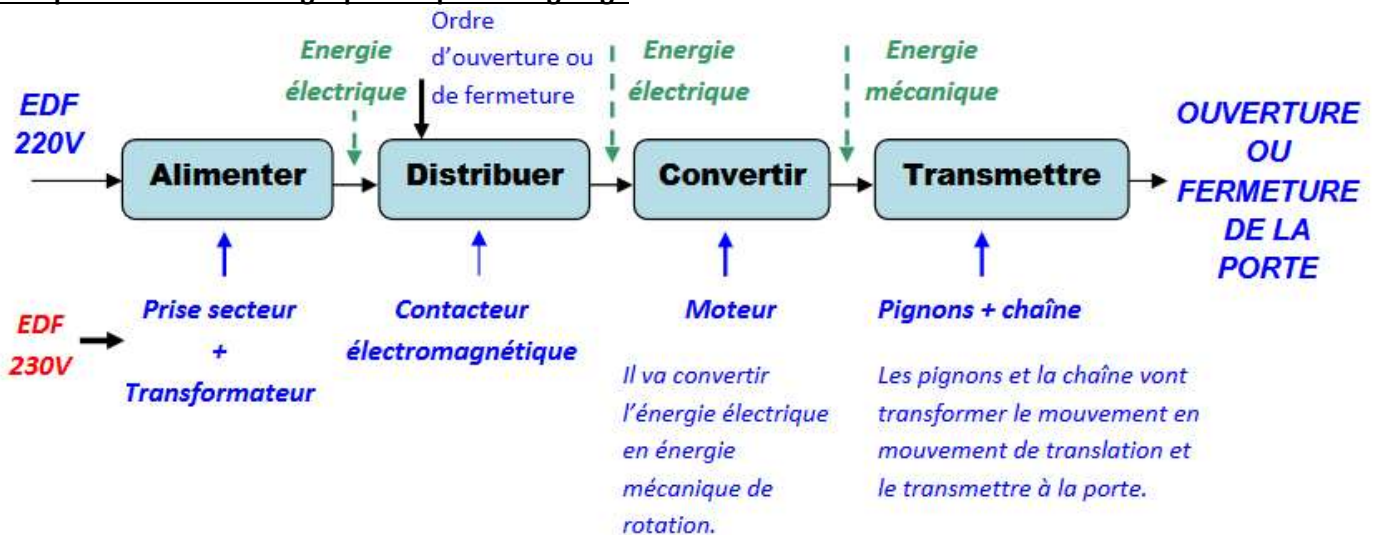 Ordre
d'ouverture ou
de fermeture
Energie
électrique
Energie
électrique
Energie
mécanique
EDF
220V
Alimenter
Distribuer
Convertir
Transmettre
OUVERTURE
OU
FERMETURE
DE LA
PORTE
EDF
230V
Prise secteur
+
Transformateur
Contacteur
électromagnétique
Moteur
Il va convertir
l'énergie électrique
en énergie
mécanique de
rotation.
Pignons + chaîne
Les pignons et la chaîne vont
transformer le mouvement en
mouvement de translation et
le transmettre à la porte.